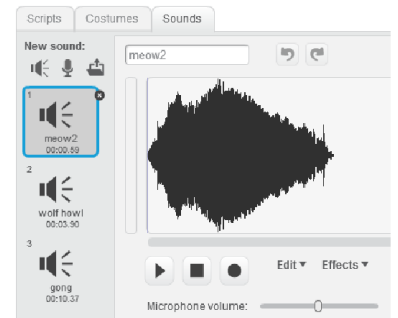 Scripts Costumes Sounds
New sound:
meow2
1
meow2
00:00.59
2
wolf howl
00:03.90
3
gong
00:10.37
Edit ▼ Effects ▼
Microphone volume: